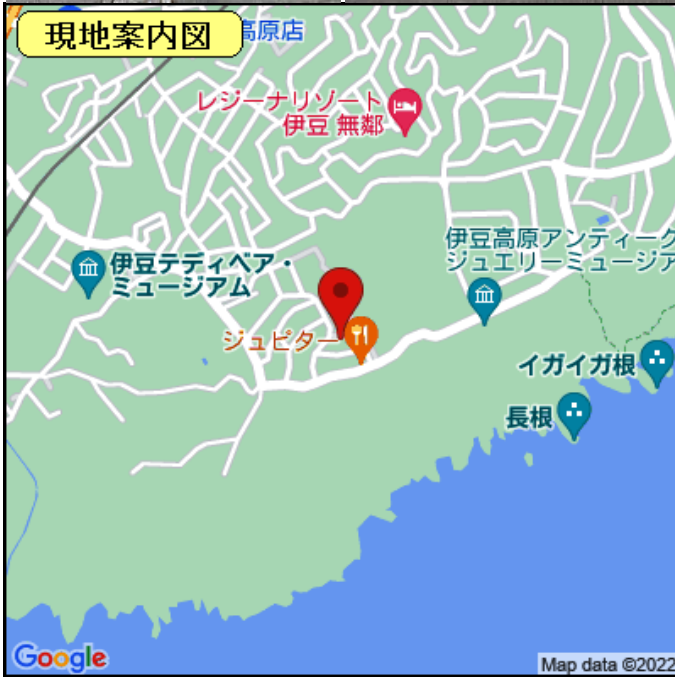 現地案内図
高原店
レジーナリゾート
伊豆 無鄰
伊豆高原アンティーク
ジュエリーミュージア
伊豆テディベア・
ミュージアム
ジュピター
イガイガ根
長根
Google
Map data ©2022